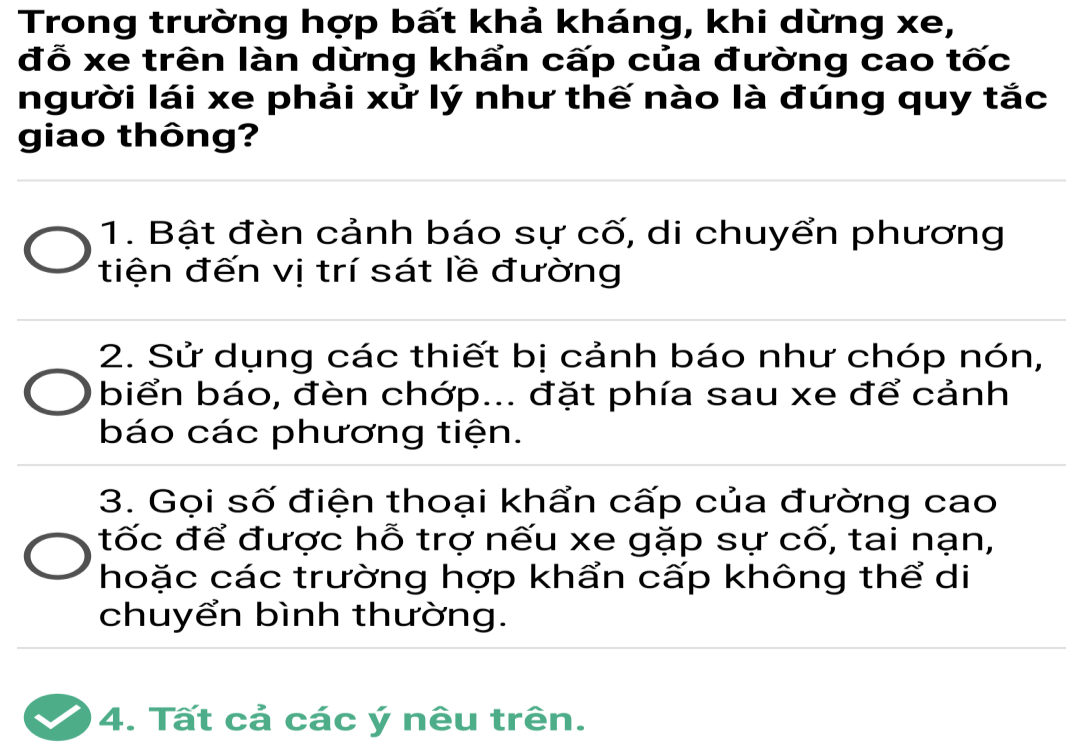 Trong trường hợp bất khả kháng, khi dừng xe,
đỗ xe trên làn dừng khẩn cấp của đường cao tốc
người lái xe phải xử lý như thế nào là đúng quy tắc
giao thông?
1. Bật đèn cảnh báo sự cố, di chuyển phương
tiện đến vị trí sát lề đường
2. Sử dụng các thiết bị cảnh báo như chóp nón,
biển báo, đèn chớp... đặt phía sau xe để cảnh
báo các phương tiện.
3. Gọi số điện thoại khẩn cấp của đường cao
tốc để được hỗ trợ nếu xe gặp sự cố, tai nạn,
hoặc các trường hợp khẩn cấp không thể di
chuyển bình thường.
4. Tất cả các ý nêu trên.